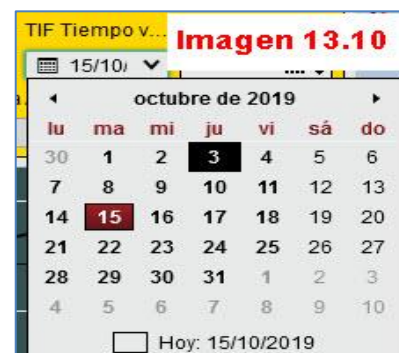 TIF Tiempo v...
Imagen 13.10
15/10/
octubre de 2019
lu ma mi ju vi sá do
30 1 2 3 4 5 6
7 8 9 10 11 12 13
14 15 16 17 18 19 20
21 22 23 24 25 26 27
28 29 30 31 1 2 3
4 5 6 7 8 9 10
Hoy: 15/10/2019